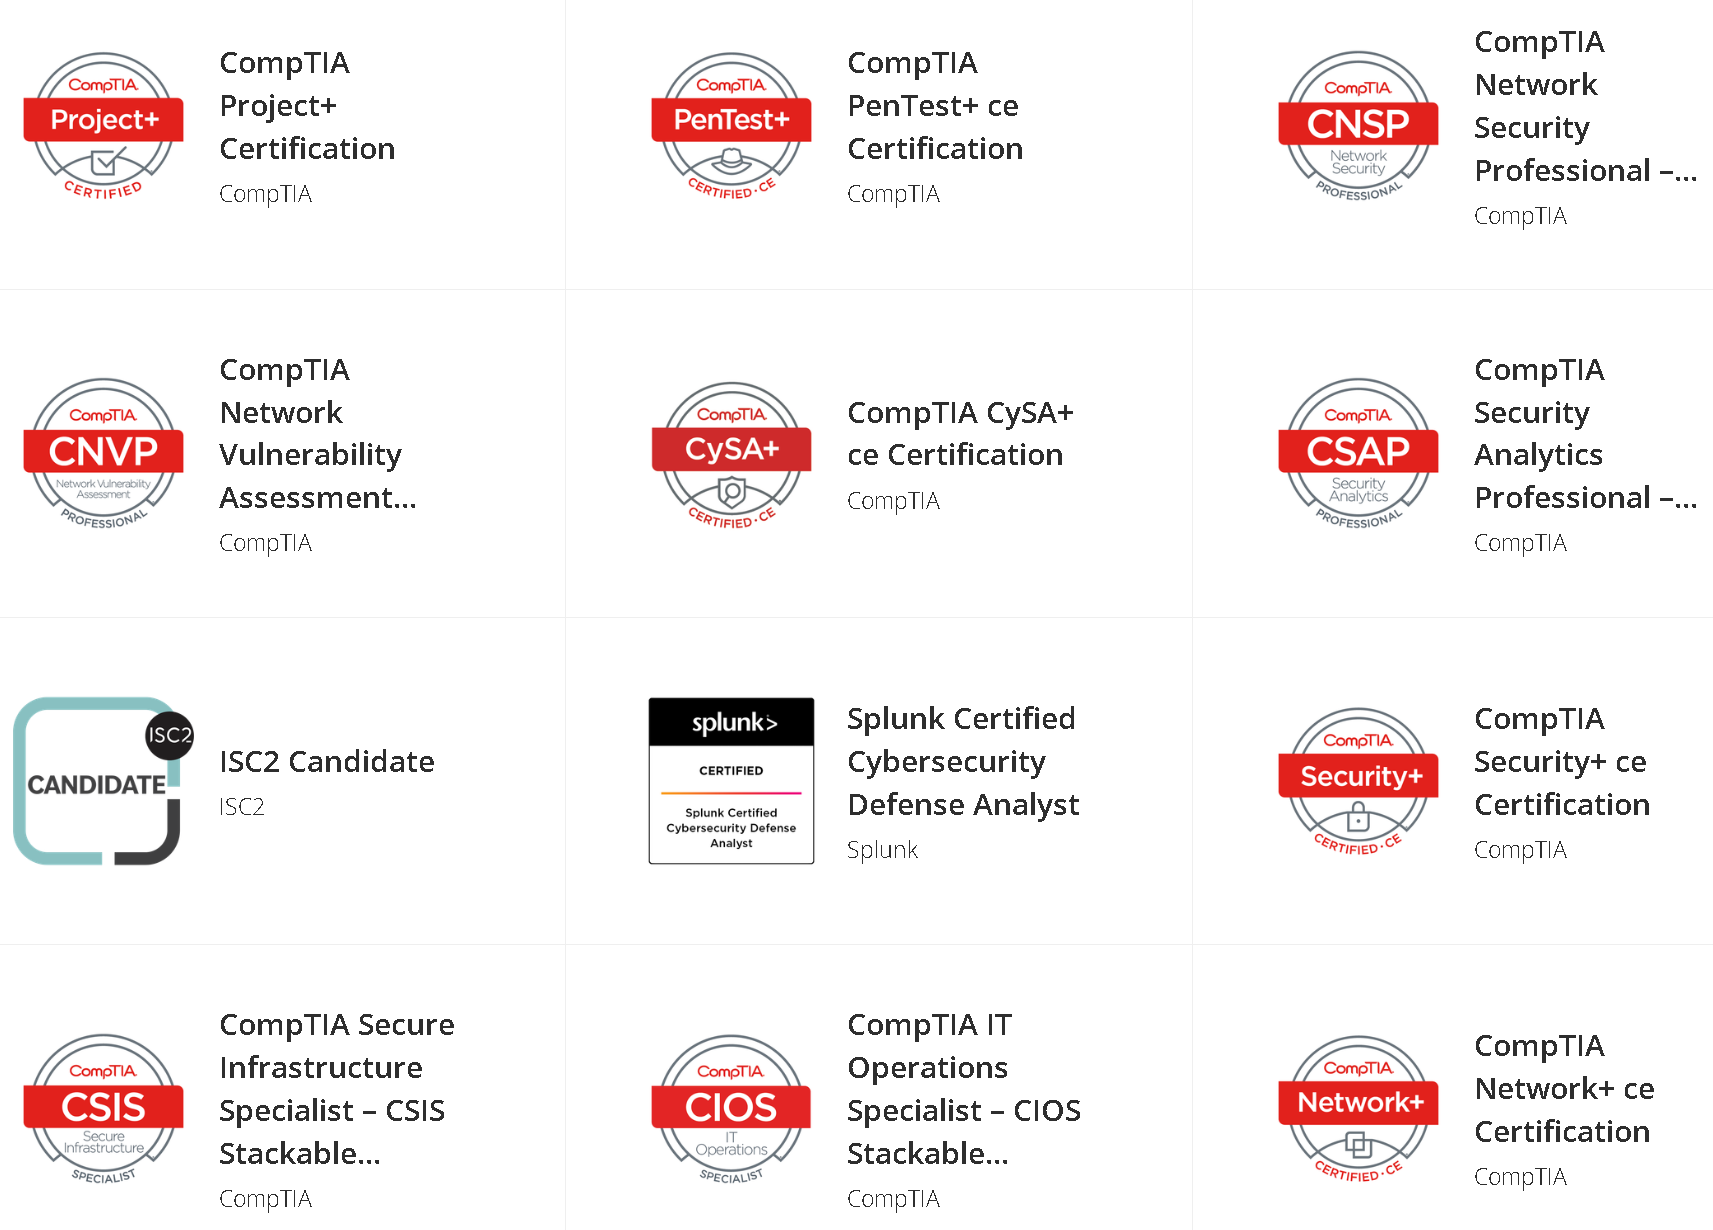 CompTIA.
Project+
CERTIFIED
CompTIA
Project+
Certification
CompTIA
CompTIA.
PenTest+
CERTIFIED•CE
CompTIA
PenTest+ ce
Certification
CompTIA
CompTIA.
CNSP
Network
Security
PROFESSIONAL
CompTIA
Network
Security
Professional –...
CompTIA
CompTIA.
CNVP
Network Vulnerability
Assessment
PROFESSIONAL
CompTIA
Network
Vulnerability
Assessment...
CompTIA
CompTIA.
CySA+
CERTIFIED•CE
CompTIA CySA+
ce Certification
CompTIA
CompTIA.
CSAP
Security
Analytics
PROFESSIONAL
CompTIA
Security
Analytics
Professional –...
CompTIA
ISC2
CANDIDATE
ISC2 Candidate
ISC2
splunk>
CERTIFIED
Splunk Certified
Cybersecurity Defense
Analyst
Splunk Certified
Cybersecurity
Defense Analyst
Splunk
CompTIA.
Security+
CERTIFIED•CE
CompTIA
Security+ ce
Certification
CompTIA
CompTIA.
CSIS
Secure
Infrastructure
SPECIALIST
CompTIA Secure
Infrastructure
Specialist – CSIS
Stackable...
CompTIA
CompTIA.
CIOS
IT
Operations
SPECIALIST
CompTIA IT
Operations
Specialist – CIOS
Stackable...
CompTIA
CompTIA.
Network+
CERTIFIED•CE
CompTIA
Network+ ce
Certification
CompTIA